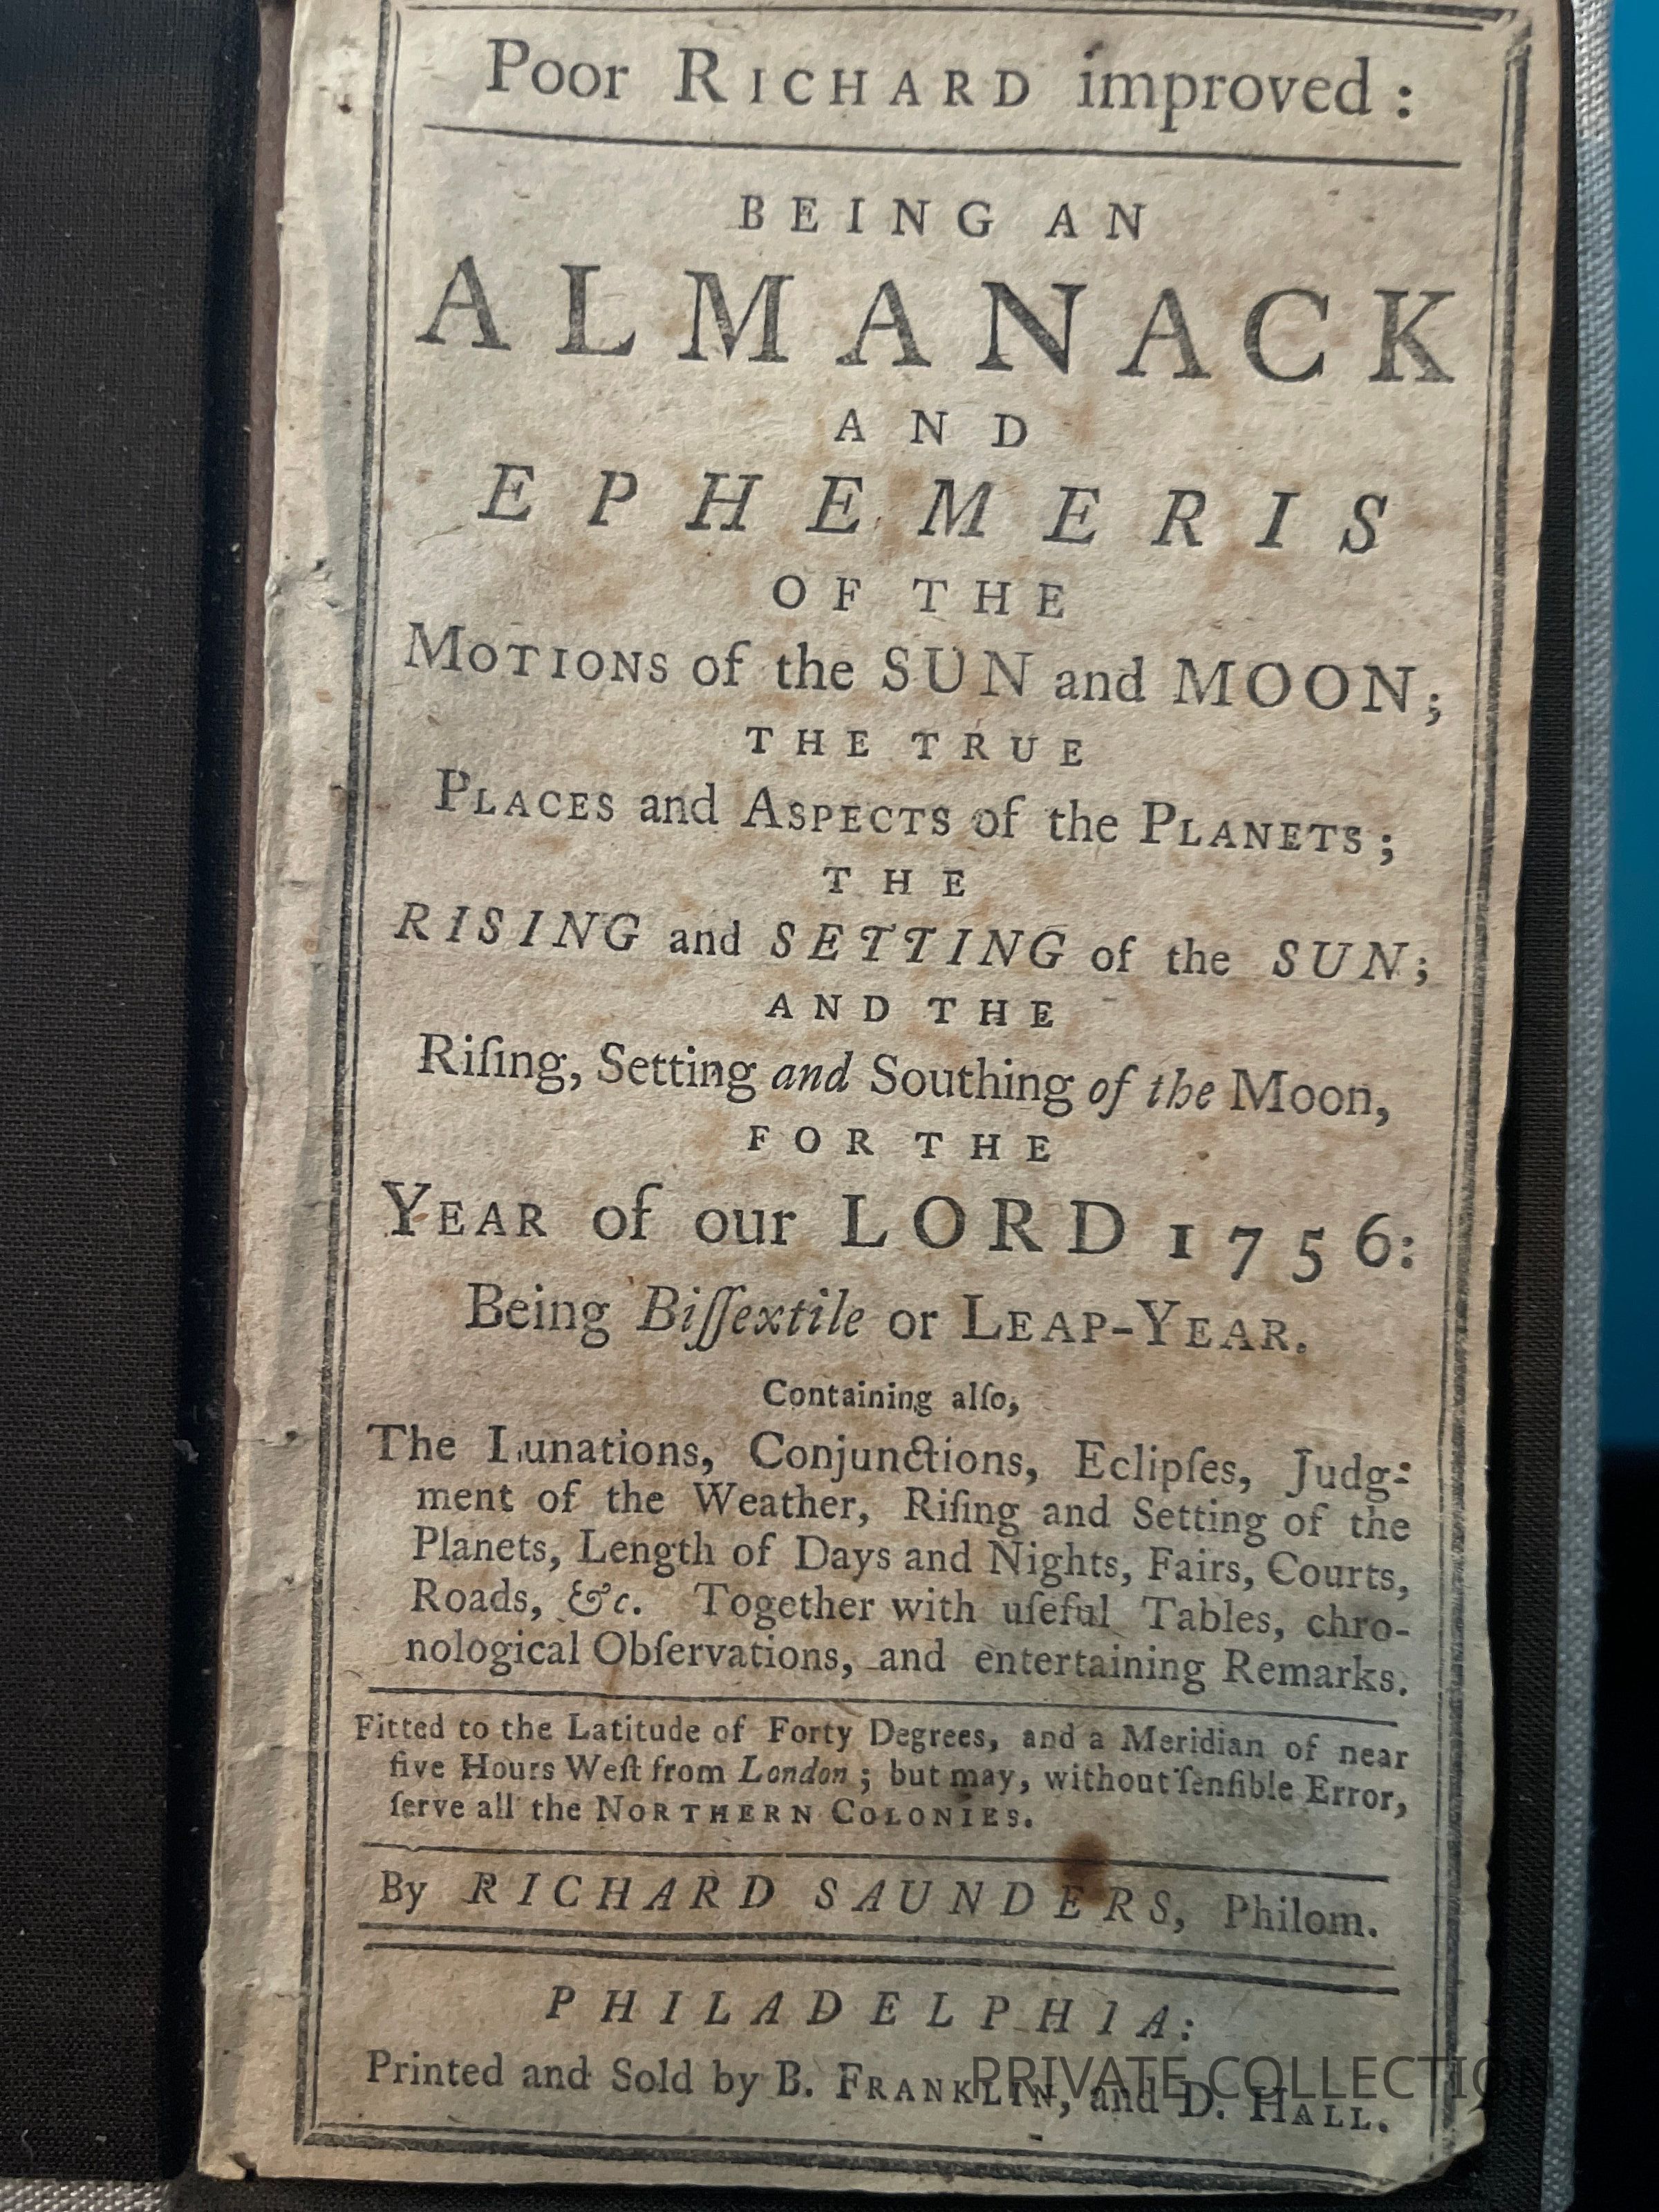 Poor RICHARD improved:
BEING AN
ALMANACK
AND
EPHEMERIS
OF THE
MOTIONS of the SUN and MOON;
THE TRUE
PLACES and ASPECTS of the PLANETS;
THE
RISING and SETTING of the SUN;
AND THE
Riſing, Setting and Southing of the Moon,
FOR THE
YEAR of our LORD 1756:
Being Biſſextile or LEAP-YEAR.
Containing alſo,
The Lunations, Conjunctions, Eclipſes, Judg-
ment of the Weather, Riſing and Setting of the
Planets, Length of Days and Nights, Fairs, Courts,
Roads, &c. Together with uſeful Tables, chro-
nological Obſervations, and entertaining Remarks.
Fitted to the Latitude of Forty Degrees, and a Meridian of near
five Hours Weſt from London; but may, without ſenſible Error,
ſerve all the NORTHERN COLONIES.
By RICHARD SAUNDERS, Philom.
PHILADELPHIA:
Printed and Sold by B. FRANKLIN, and D. HALL.
PRIVATE COLLECTION